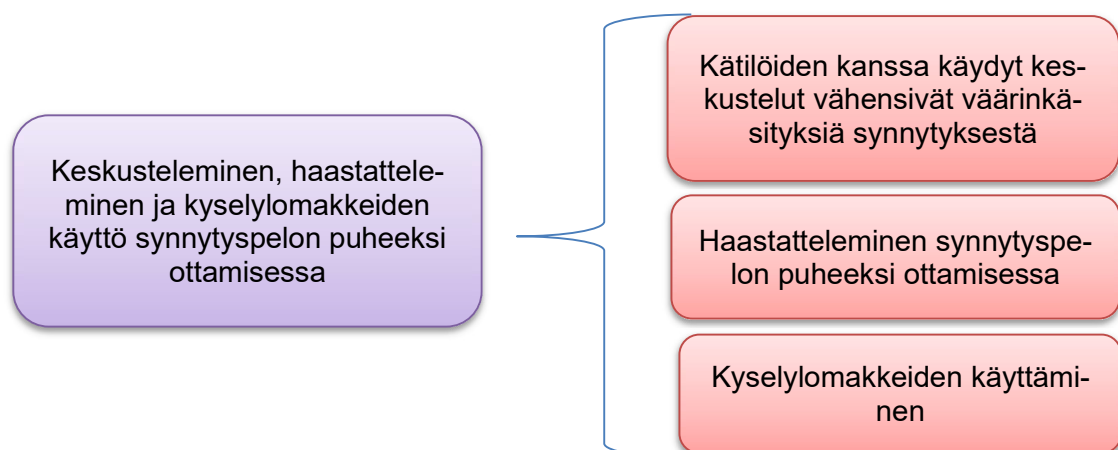 Keskusteleminen, haastattele-
minen ja kyselylomakkeiden
käyttö synnytyspelon puheeksi
ottamisessa
Kätilöiden kanssa käydyt kes-
kustelut vähensivät väärinkä-
sityksiä synnytyksestä
Haastatteleminen synnytyspe-
lon puheeksi ottamisessa
Kyselylomakkeiden käyttämi-
nen